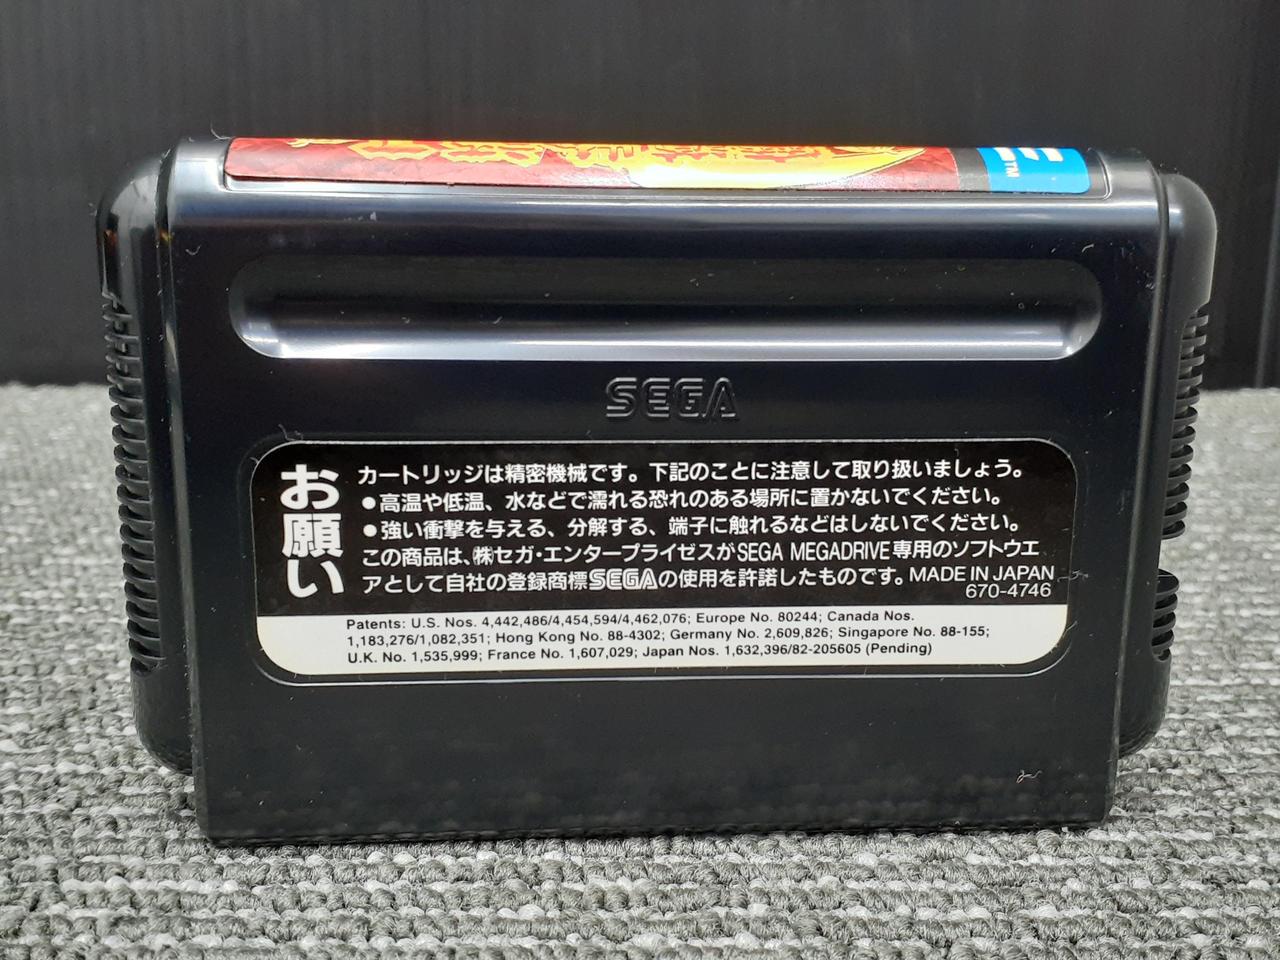 TM
SEGA
お願い
カートリッジは精密機械です。下記のことに注意して取り扱いましょう。
●高温や低温、水などで濡れる恐れのある場所に置かないでください。
●強い衝撃を与える、分解する、端子に触れるなどはしないでください。
この商品は、㈱セガ・エンタープライゼスがSEGA MEGADRIVE専用のソフトウエ
アとして自社の登録商標SEGAの使用を許諾したものです。MADE IN JAPAN
670-4746
Patents: U.S. Nos. 4,442,486/4,454,594/4,462,076; Europe No. 80244; Canada Nos.
1,183,276/1,082,351; Hong Kong No. 88-4302; Germany No. 2,609,826; Singapore No. 88-155;
U.K. No. 1,535,999; France No. 1,607,029; Japan Nos. 1,632,396/82-205605 (Pending)